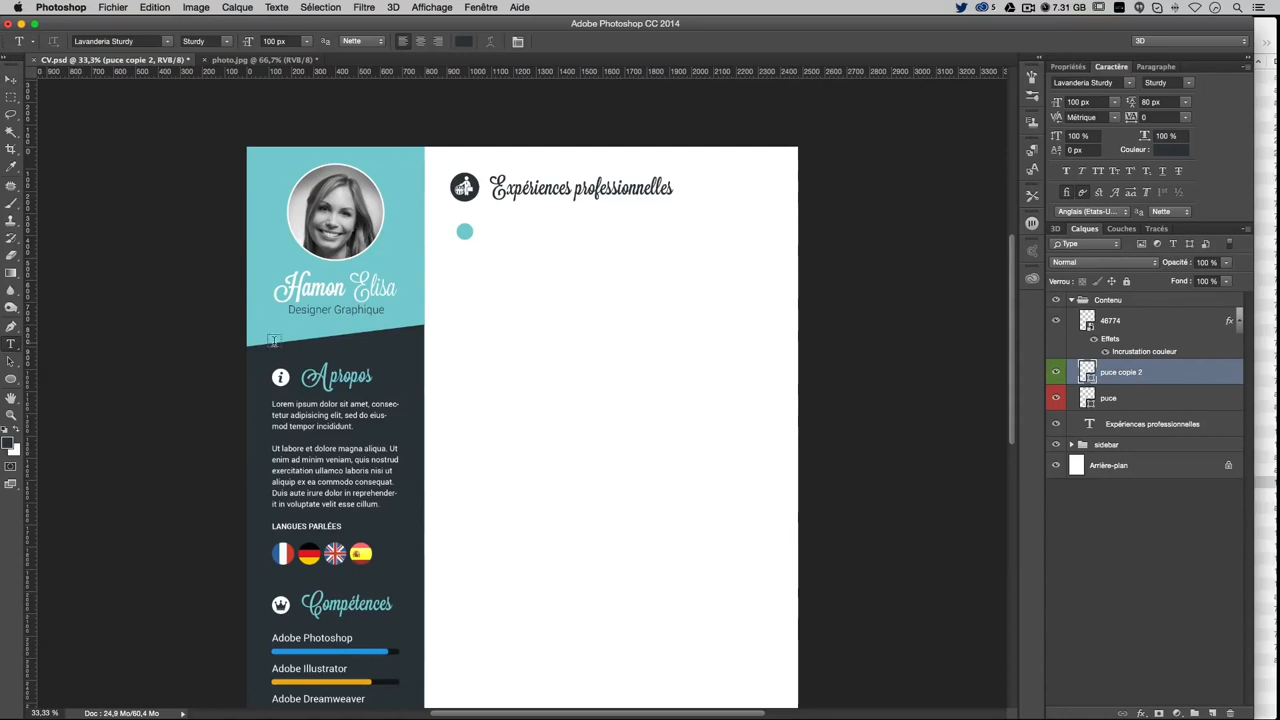 Photoshop Fichier Edition Image Calque Texte Sélection Filtre 3D Affichage Fenêtre Aide
5 7.31 GB
Adobe Photoshop CC 2014
T Lavanderia Sturdy Sturdy 100 px Nette 3D
CV.psd @ 33,3% (puce copie 2, RVB/8) * photo.jpg @ 66,7% (RVB/8) *
Propriétés Caractère Paragraphe
Lavanderia Sturdy Sturdy
100 px 80 px
Métrique 0
100 % 100 %
0 px Couleur :
Anglais (Etats-U... Nette
3D Calques Couches Tracés
Type
Normal Opacité : 100 %
Verrou : Fond : 100 %
Contenu
46774 fx
Effets
Incrustation couleur
puce copie 2
puce
T Expériences professionnelles
sidebar
Arrière-plan
Expériences professionnelles
Hamon Elisa
Designer Graphique
i A propos
Lorem ipsum dolor sit amet, consec-
tetur adipiscing elit, sed do eius-
mod tempor incididunt.
Ut labore et dolore magna aliqua. Ut
enim ad minim veniam, quis nostrud
exercitation ullamco laboris nisi ut
aliquip ex ea commodo consequat.
Duis aute irure dolor in reprehender-
it in voluptate velit esse cillum.
LANGUES PARLÉES
Compétences
Adobe Photoshop
Adobe Illustrator
Adobe Dreamweaver
33,33 % Doc : 24,9 Mo/60,4 Mo